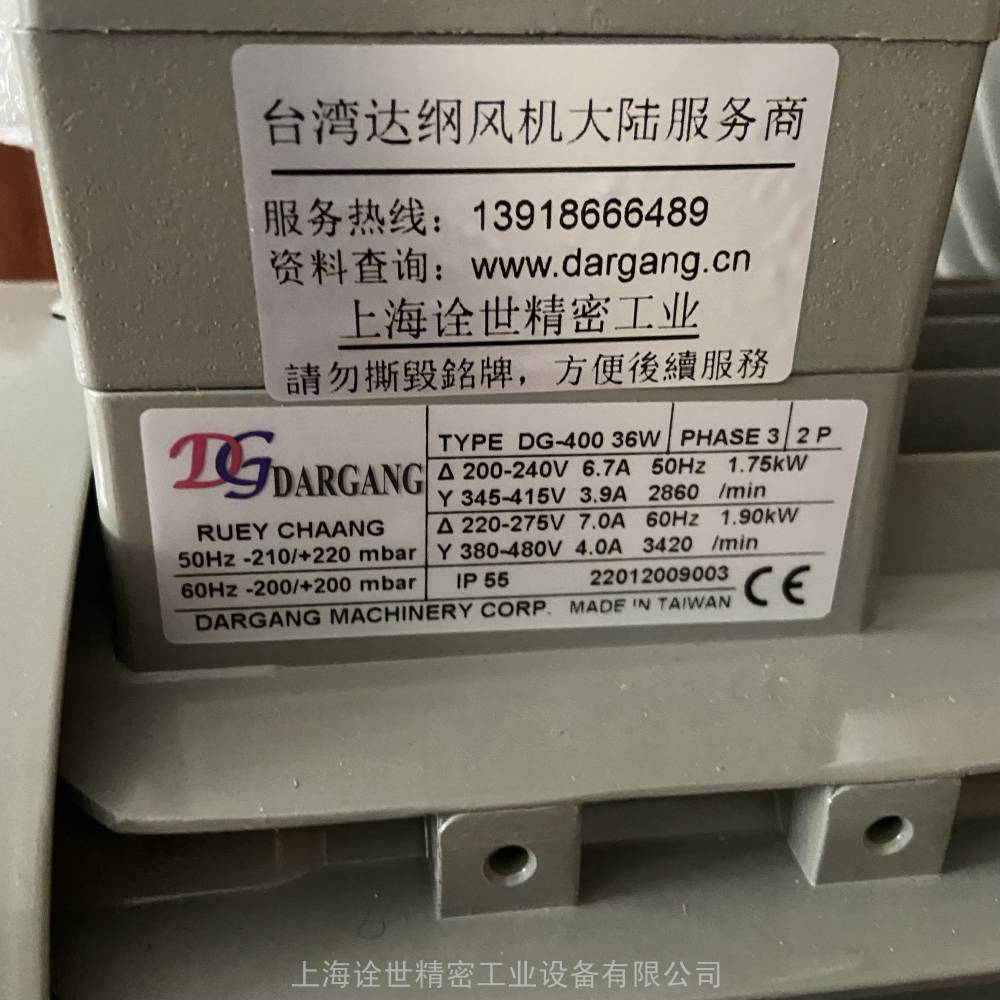 台湾达纲风机大陆服务商
服务热线：13918666489
资料查询：www.dargang.cn
上海诠世精密工业
請勿撕毀銘牌，方便後續服務
DG DARGANG
TYPE DG-400 36W PHASE 3 2 P
Δ 200-240V 6.7A 50Hz 1.75kW
Y 345-415V 3.9A 2860 /min
RUEY CHAANG
Δ 220-275V 7.0A 60Hz 1.90kW
50Hz -210/+220 mbar
Y 380-480V 4.0A 3420 /min
60Hz -200/+200 mbar
IP 55 22012009003 CE
DARGANG MACHINERY CORP. MADE IN TAIWAN
上海诠世精密工业设备有限公司